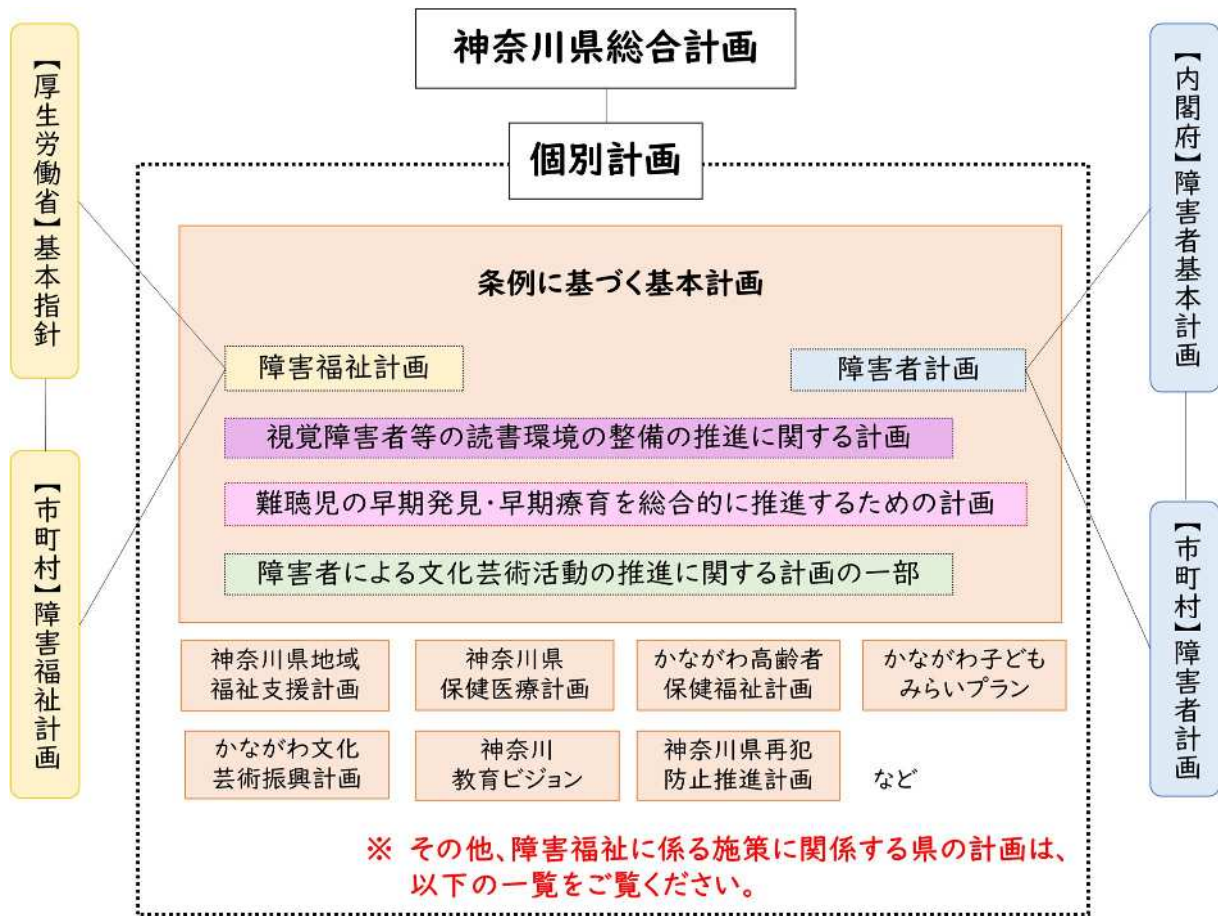 神奈川県総合計画
個別計画
【厚生労働省】基本指針
【市町村】障害福祉計画
条例に基づく基本計画
障害福祉計画
障害者計画
視覚障害者等の読書環境の整備の推進に関する計画
難聴児の早期発見・早期療育を総合的に推進するための計画
障害者による文化芸術活動の推進に関する計画の一部
神奈川県地域
福祉支援計画
神奈川県
保健医療計画
かながわ高齢者
保健福祉計画
かながわ子ども
みらいプラン
かながわ文化
芸術振興計画
神奈川
教育ビジョン
神奈川県再犯
防止推進計画
など
※ その他、障害福祉に係る施策に関係する県の計画は、
以下の一覧をご覧ください。
【内閣府】障害者基本計画
【市町村】障害者計画